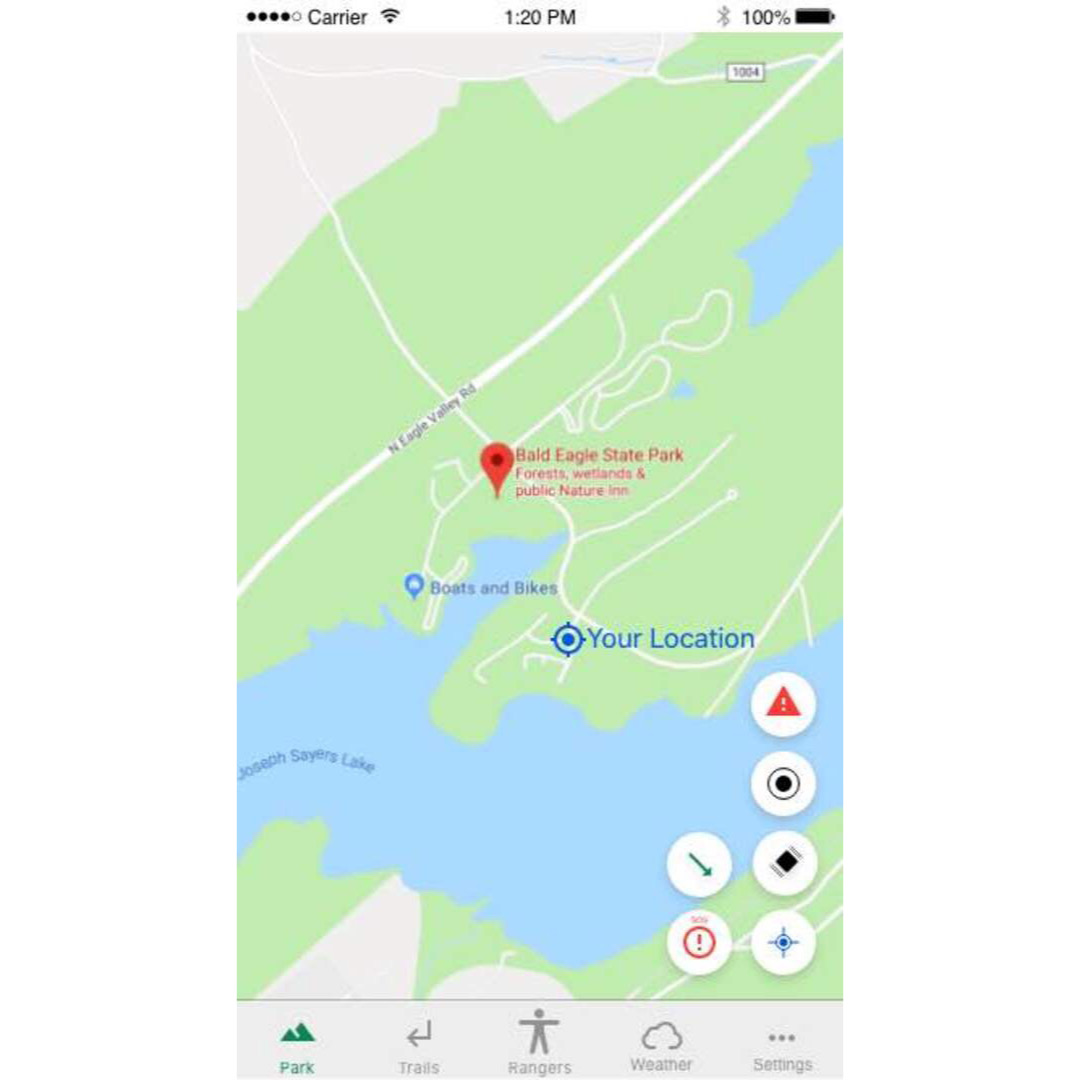 Carrier 1:20 PM 100%
1004
N Eagle Valley Rd
Bald Eagle State Park
Forests, wetlands &
public Nature Inn
Boats and Bikes
Your Location
Joseph Sayers Lake
SOS
Park Trails Rangers Weather Settings